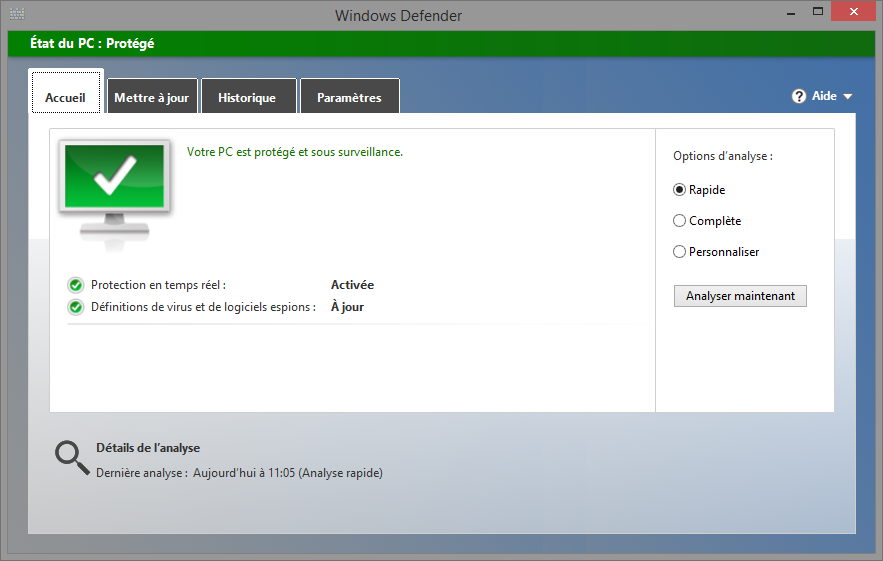 Windows Defender
État du PC : Protégé
Accueil
Mettre à jour
Historique
Paramètres
Aide
Votre PC est protégé et sous surveillance.
Options d'analyse :
Rapide
Complète
Personnaliser
Analyser maintenant
Protection en temps réel : Activée
Définitions de virus et de logiciels espions : À jour
Détails de l'analyse
Dernière analyse : Aujourd'hui à 11:05 (Analyse rapide)